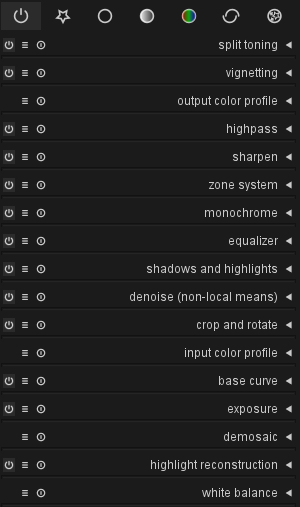 split toning
vignetting
output color profile
highpass
sharpen
zone system
monochrome
equalizer
shadows and highlights
denoise (non-local means)
crop and rotate
input color profile
base curve
exposure
demosaic
highlight reconstruction
white balance